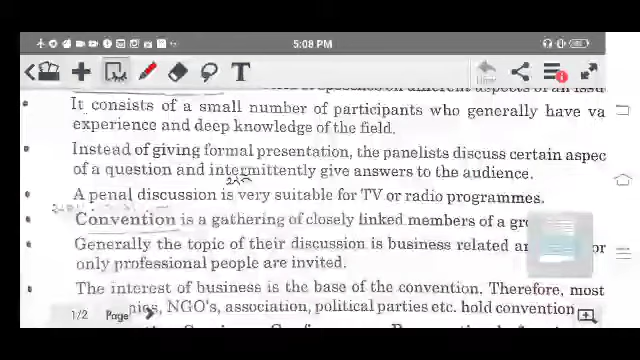 5:08 PM
It consists of a small number of participants who generally have va
experience and deep knowledge of the field.
Instead of giving formal presentation, the panelists discuss certain aspec
of a question and intermittently give answers to the audience.
A penal discussion is very suitable for TV or radio programmes.
Convention is a gathering of closely linked members of a gr
Generally the topic of their discussion is business related an or
only professional people are invited.
The interest of business is the base of the convention. Therefore, most
nies, NGO's, association, political parties etc. hold convention
1/2 Page